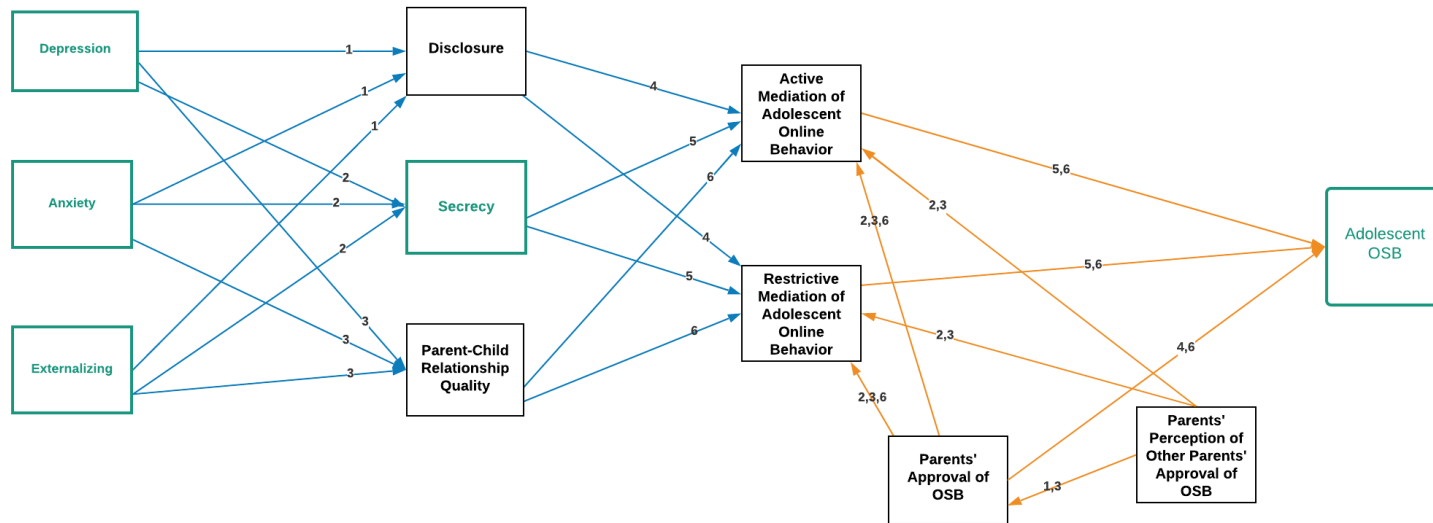 Depression
Anxiety
Externalizing
Disclosure
Secrecy
Parent-Child
Relationship
Quality
Active
Mediation of
Adolescent
Online
Behavior
Restrictive
Mediation of
Adolescent
Online
Behavior
Parents'
Approval of
OSB
Parents'
Perception of
Other Parents'
Approval of
OSB
Adolescent
OSB
1
1
1
2
2
2
3
3
3
4
5
6
4
5
6
5,6
5,6
2,3,6
2,3
2,3
2,3,6
4,6
1,3